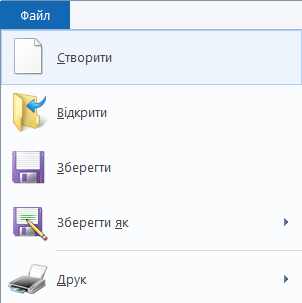 Файл
Створити
Відкрити
Зберегти
Зберегти як
Друк